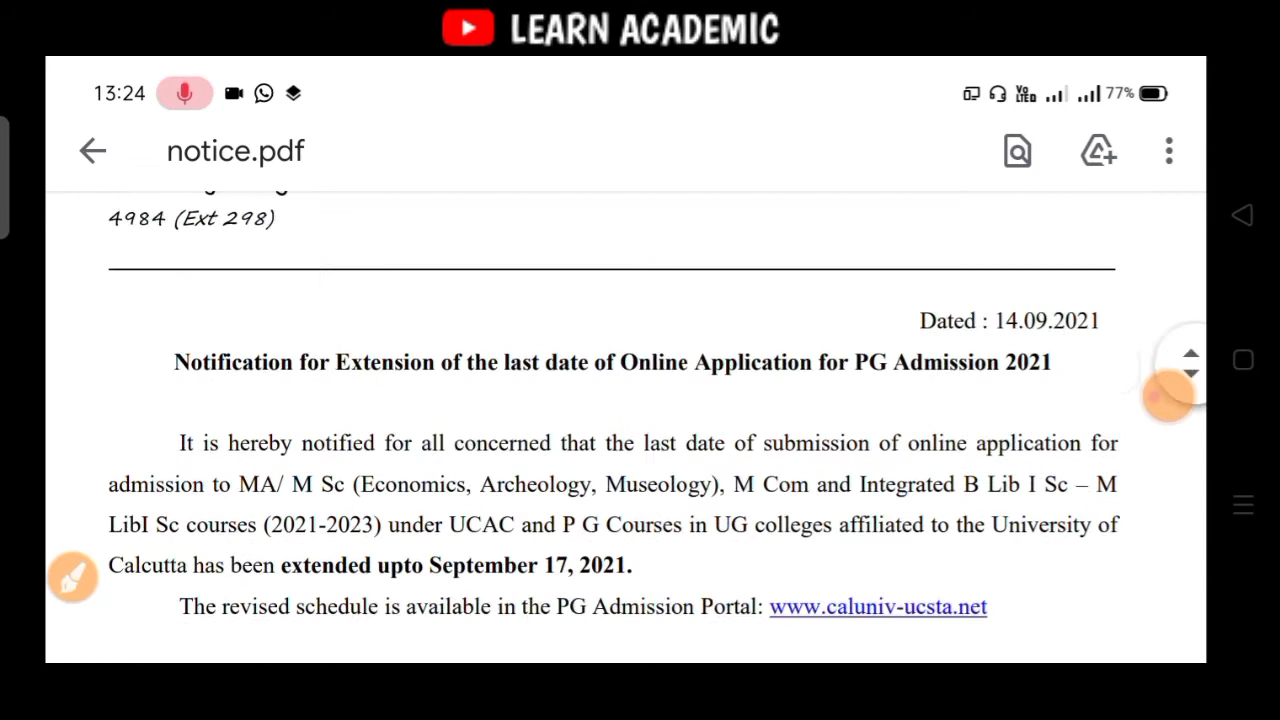 LEARN ACADEMIC
13:24 Vo LTED 77%
notice.pdf
4984 (Ext 298)
Dated : 14.09.2021
Notification for Extension of the last date of Online Application for PG Admission 2021
It is hereby notified for all concerned that the last date of submission of online application for
admission to MA/ M Sc (Economics, Archeology, Museology), M Com and Integrated B Lib I Sc – M
LibI Sc courses (2021-2023) under UCAC and P G Courses in UG colleges affiliated to the University of
Calcutta has been extended upto September 17, 2021.
The revised schedule is available in the PG Admission Portal: www.caluniv-ucsta.net